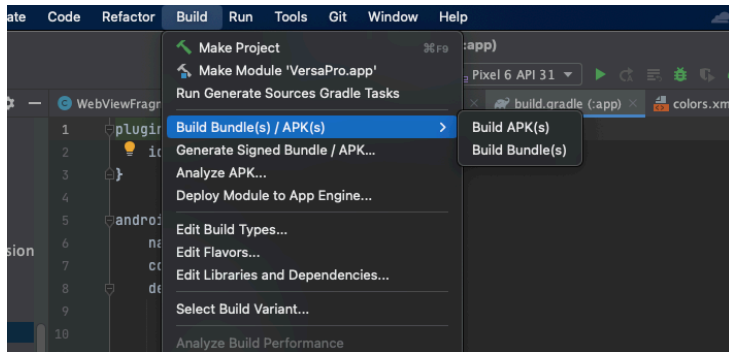 ate Code Refactor Build Run Tools Git Window Help
Make Project ⌘F9
:app)
Make Module 'VersaPro.app'
Pixel 6 API 31
Run Generate Sources Gradle Tasks
WebViewFragr
build.gradle (:app)
colors.xm
1 plugin
Build Bundle(s) / APK(s)
Build APK(s)
2 id
Generate Signed Bundle / APK...
Build Bundle(s)
3 }
Analyze APK...
4
Deploy Module to App Engine...
5 androi
Edit Build Types...
6 na
sion
Edit Flavors...
7 co
Edit Libraries and Dependencies...
8 de
Select Build Variant...
9
10
Analyze Build Performance